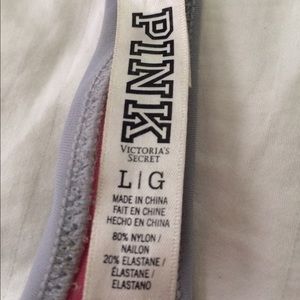 PINK
VICTORIA'S
SECRET
L|G
MADE IN CHINA
FAIT EN CHINE
HECHO EN CHINA
80% NYLON /
NAILON
20% ELASTANE /
ÉLASTANE /
ELASTANO